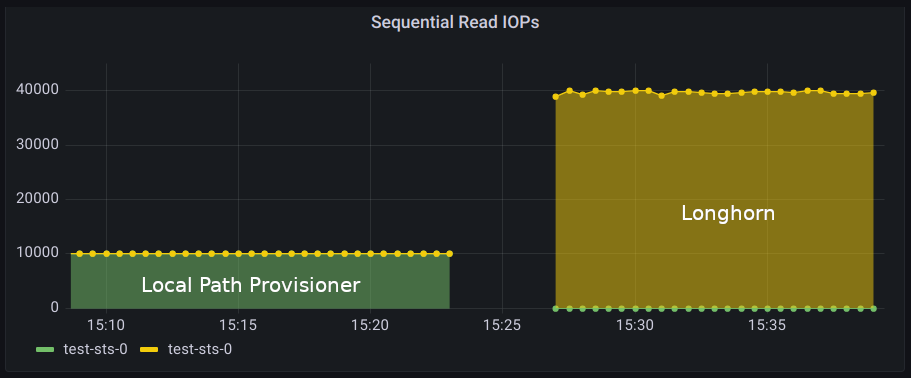 Sequential Read IOPs
40000
30000
20000
10000
0
Longhorn
Local Path Provisioner
15:10 15:15 15:20 15:25 15:30 15:35
test-sts-0 test-sts-0